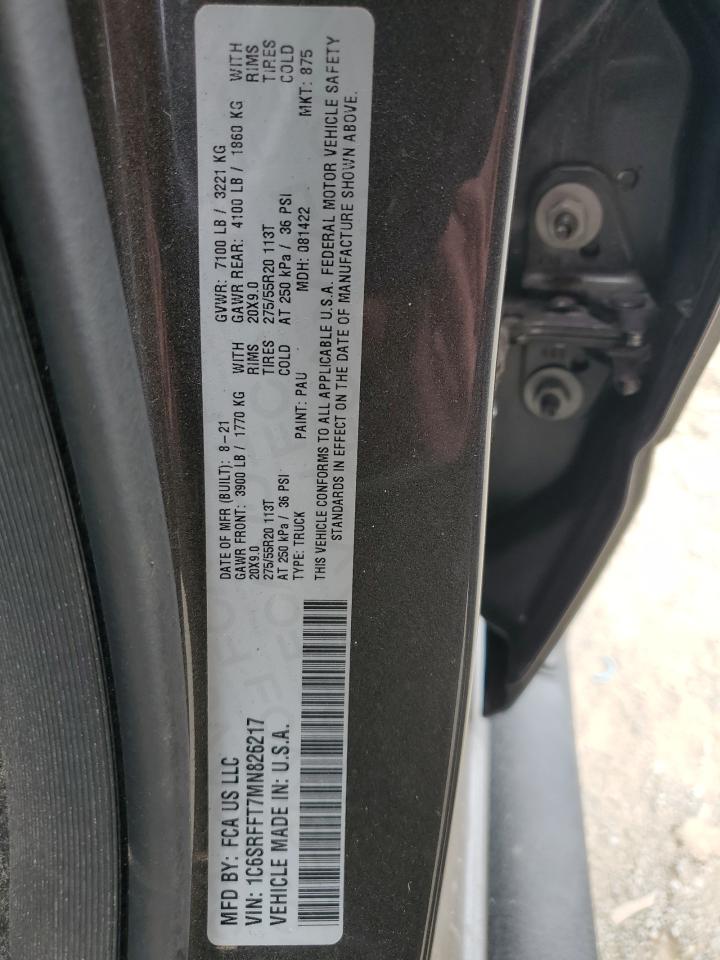 MFD BY: FCA US LLC
VIN: 1C6SRFFT7MN826217
VEHICLE MADE IN: U.S.A.
DATE OF MFR (BUILT): 8-21 GVWR: 7100 LB / 3221 KG
GAWR FRONT: 3900 LB / 1770 KG WITH GAWR REAR: 4100 LB / 1860 KG WITH
20X9.0 RIMS 20X9.0 RIMS
275/55R20 113T TIRES 275/55R20 113T TIRES
AT 250 kPa / 36 PSI COLD AT 250 kPa / 36 PSI COLD
TYPE: TRUCK PAINT: PAU MDH: 081422 MKT: 875
THIS VEHICLE CONFORMS TO ALL APPLICABLE U.S.A. FEDERAL MOTOR VEHICLE SAFETY
STANDARDS IN EFFECT ON THE DATE OF MANUFACTURE SHOWN ABOVE.